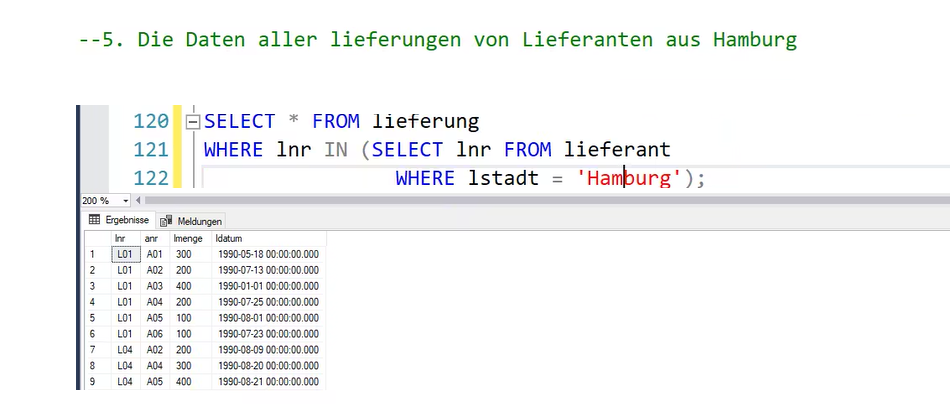 --5. Die Daten aller lieferungen von Lieferanten aus Hamburg
120 SELECT * FROM lieferung
121 WHERE lnr IN (SELECT lnr FROM lieferant
122 WHERE lstadt = 'Hamburg');
200 %
Ergebnisse Meldungen
lnr anr lmenge ldatum
1 L01 A01 300 1990-05-18 00:00:00.000
2 L01 A02 200 1990-07-13 00:00:00.000
3 L01 A03 400 1990-01-01 00:00:00.000
4 L01 A04 200 1990-07-25 00:00:00.000
5 L01 A05 100 1990-08-01 00:00:00.000
6 L01 A06 100 1990-07-23 00:00:00.000
7 L04 A02 200 1990-08-09 00:00:00.000
8 L04 A04 300 1990-08-20 00:00:00.000
9 L04 A05 400 1990-08-21 00:00:00.000